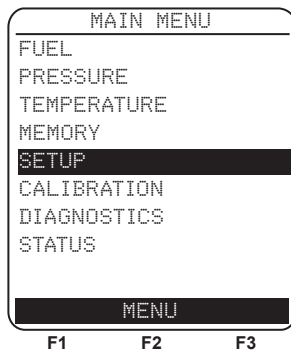 MAIN MENU
FUEL
PRESSURE
TEMPERATURE
MEMORY
SETUP
CALIBRATION
DIAGNOSTICS
STATUS
MENU
F1 F2 F3